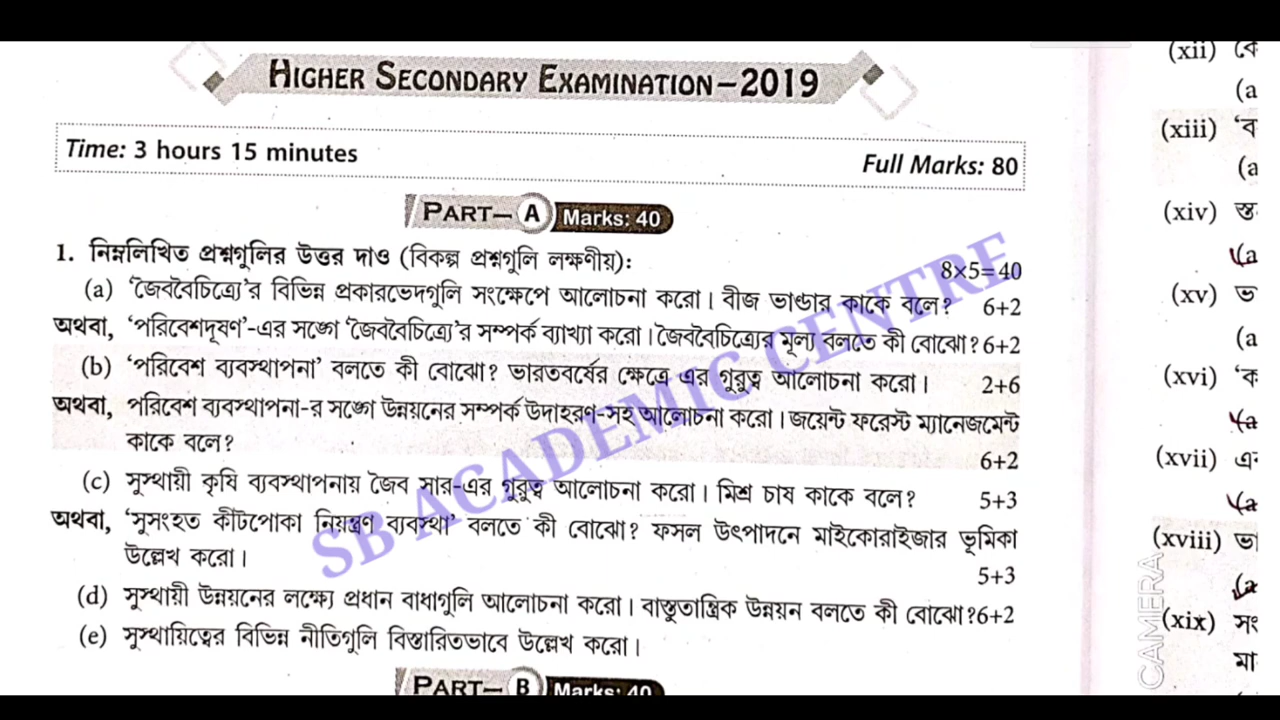 HIGHER SECONDARY EXAMINATION–2019
Time: 3 hours 15 minutes
Full Marks: 80
PART– A Marks: 40
1. নিম্নলিখিত প্রশ্নগুলির উত্তর দাও (বিকল্প প্রশ্নগুলি লক্ষণীয়): 8×5=40
(a) ‘জৈববৈচিত্র্যে’র বিভিন্ন প্রকারভেদগুলি সংক্ষেপে আলোচনা করো। বীজ ভাণ্ডার কাকে বলে? 6+2
অথবা, ‘পরিবেশদূষণ’-এর সঙ্গে ‘জৈববৈচিত্র্যে’র সম্পর্ক ব্যাখ্যা করো। জৈববৈচিত্র্যের মূল্য বলতে কী বোঝো? 6+2
(b) ‘পরিবেশ ব্যবস্থাপনা’ বলতে কী বোঝো? ভারতবর্ষের ক্ষেত্রে এর গুরুত্ব আলোচনা করো। 2+6
অথবা, পরিবেশ ব্যবস্থাপনা-র সঙ্গে উন্নয়নের সম্পর্ক উদাহরণ-সহ আলোচনা করো। জয়েন্ট ফরেস্ট ম্যানেজমেন্ট
কাকে বলে? 6+2
(c) সুস্থায়ী কৃষি ব্যবস্থাপনায় জৈব সার-এর গুরুত্ব আলোচনা করো। মিশ্র চাষ কাকে বলে? 5+3
অথবা, ‘সুসংহত কীটপোকা নিয়ন্ত্রণ ব্যবস্থা’ বলতে কী বোঝো? ফসল উৎপাদনে মাইকোরাইজার ভূমিকা
উল্লেখ করো। 5+3
(d) সুস্থায়ী উন্নয়নের লক্ষ্যে প্রধান বাধাগুলি আলোচনা করো। বাস্তুতান্ত্রিক উন্নয়ন বলতে কী বোঝো? 6+2
(e) সুস্থায়িত্বের বিভিন্ন নীতিগুলি বিস্তারিতভাবে উল্লেখ করো।
PART– B Marks: 40
SB ACADEMIC CENTRE
(xii)
(a
(xiii)
(a
(xiv)
(a
(xv)
(a
(xvi)
(a
(xvii)
(a
(xviii)
(a
(xix)
CAMERA